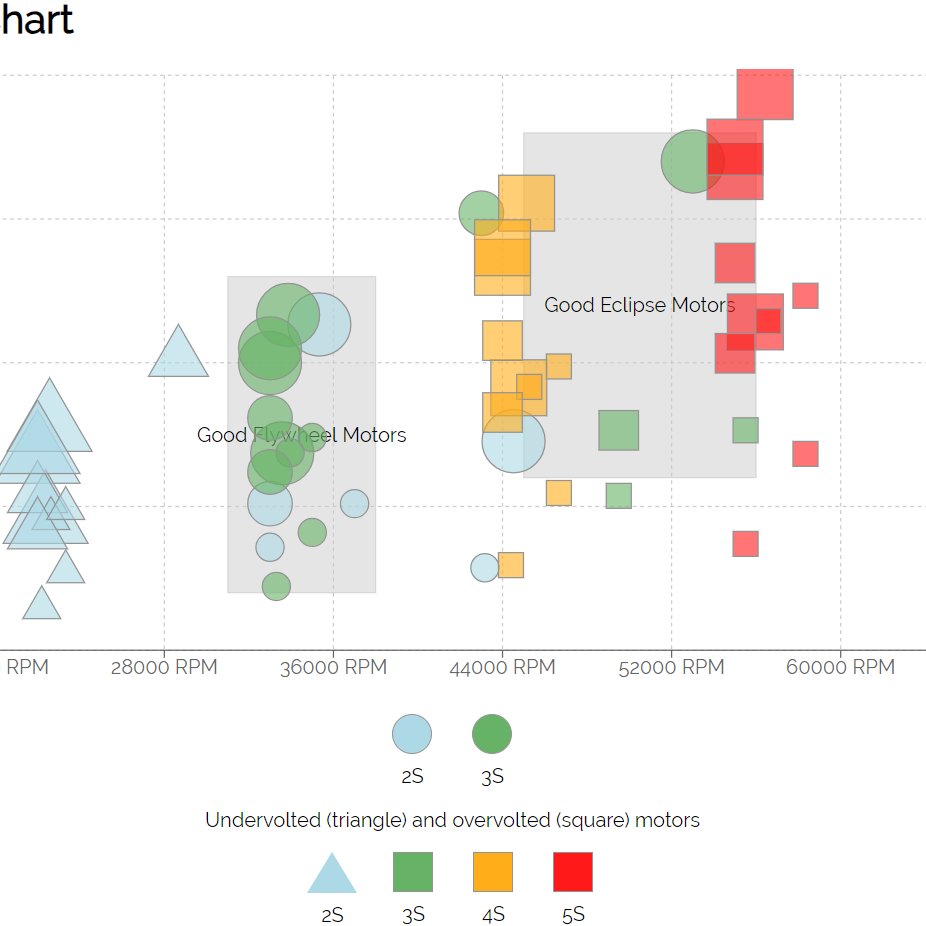 hart
Good Eclipse Motors
Good Flywheel Motors
RPM 28000 RPM 36000 RPM 44000 RPM 52000 RPM 60000 RPM
2S 3S
Undervolted (triangle) and overvolted (square) motors
2S 3S 4S 5S